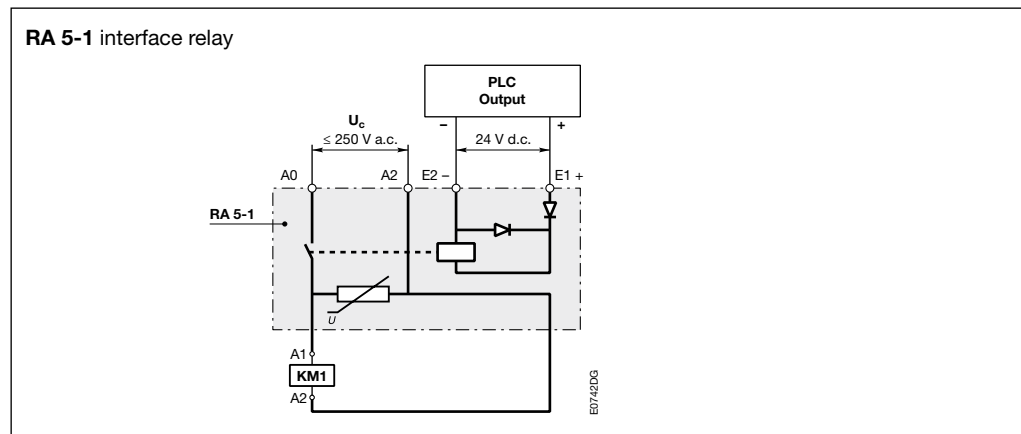 RA 5-1 interface relay
PLC
Output
Uc
≤ 250 V a.c.
–
+
24 V d.c.
A0
A2
E2 –
E1 +
RA 5-1
U
A1
KM1
A2
E0742DG